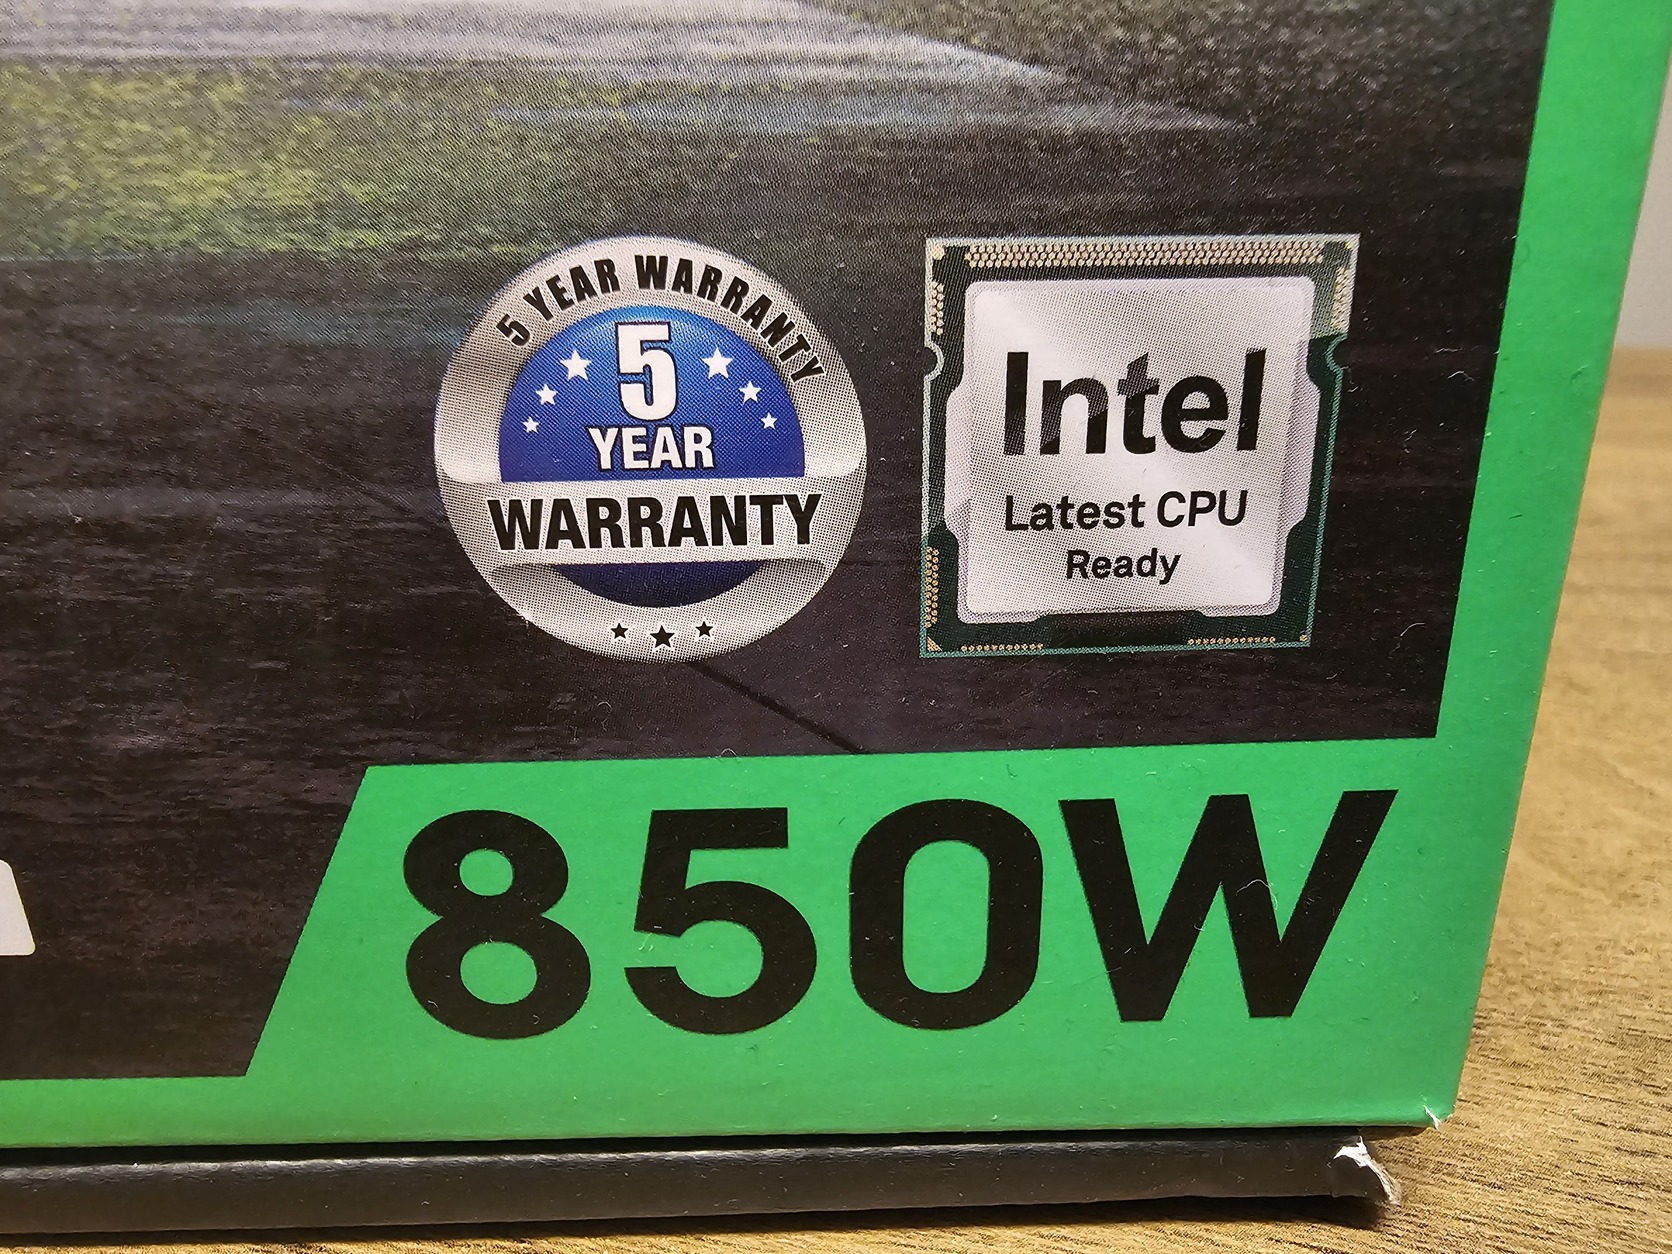 5 YEAR WARRANTY
5
YEAR
WARRANTY
Intel
Latest CPU
Ready
850W